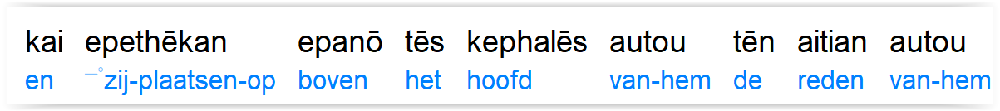 kai epethēkan epanō tēs kephalēs autou tēn aitian autou
en —°zij-plaatsen-op boven het hoofd van-hem de reden van-hem